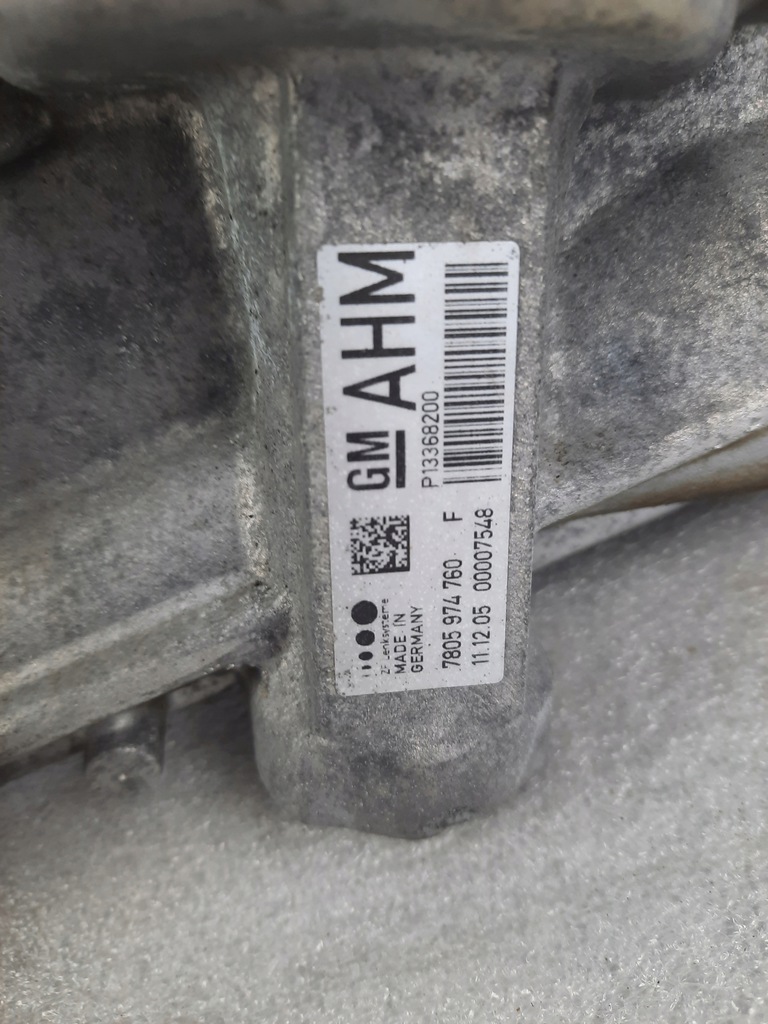 GM AHM
P13368200
ZF Lenksysteme
MADE IN
GERMANY
7805 974 760 F
11.12.05 00007548